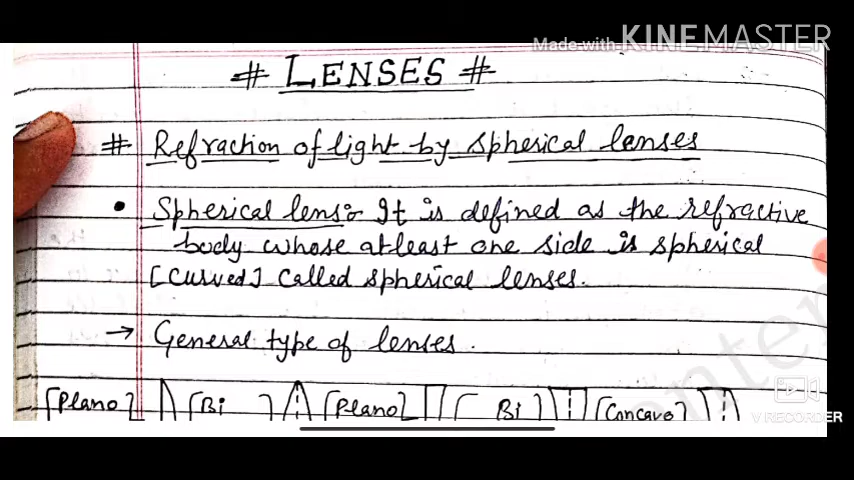 Made with KINEMASTER
# LENSES #
# Refraction of light by spherical lenses
• Spherical lens:- It is defined as the refractive
body whose atleast one side is spherical
[curved] called spherical lenses.
→ General type of lenses.
[Plano] [Bi ] [Plano] [ Bi] [Concavo]
V RECORDER